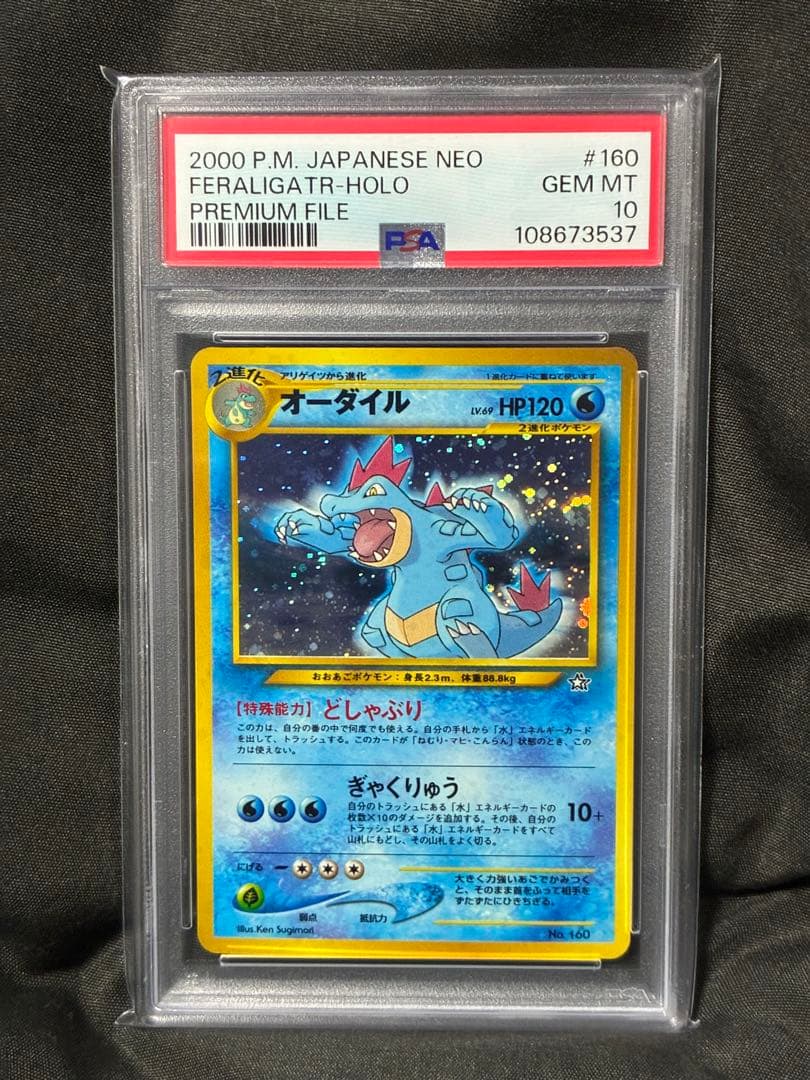 2000 P.M. JAPANESE NEO #160
FERALIGATR-HOLO GEM MT
PREMIUM FILE 10
PSA 108673537
2進化 アリゲイツから進化 1進化カードに重ねて使います
オーダイル LV.69 HP120
2進化ポケモン
おおあごポケモン：身長2.3m、体重88.8kg
【特殊能力】どしゃぶり
この力は、自分の番の中で何度でも使える。自分の手札から「水」エネルギーカード
を出して、トラッシュする。このカードが「ねむり・マヒ・こんらん」状態のとき、この
力は使えない。
ぎゃくりゅう
自分のトラッシュにある「水」エネルギーカードの
枚数×10のダメージを追加する。その後、自分の
トラッシュにある「水」エネルギーカードをすべて
山札にもどし、その山札をよく切る。
10+
にげる
大きく力強いあごでかみつく
と、そのまま首をふって相手を
ずたずたにひきちぎる。
弱点 抵抗力
Illus.Ken Sugimori No. 160